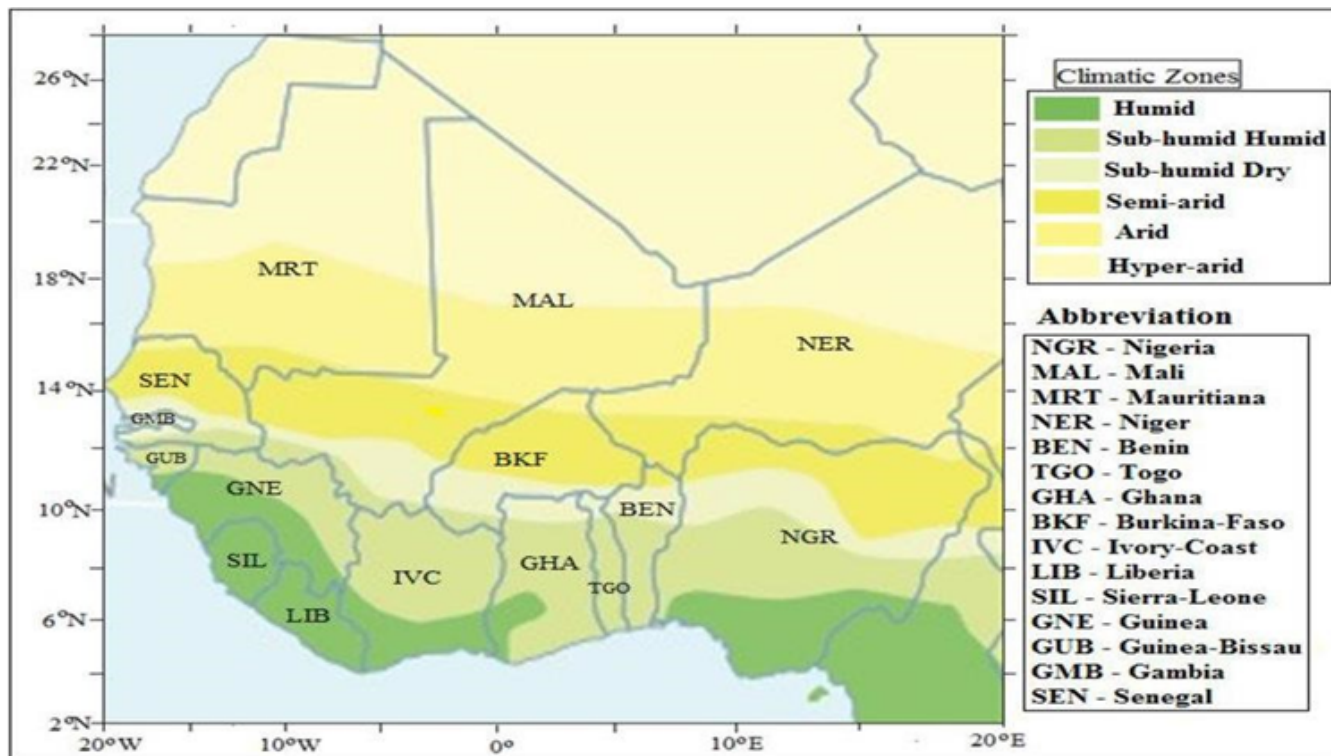 Climatic Zones
Humid
Sub-humid Humid
Sub-humid Dry
Semi-arid
Arid
Hyper-arid
Abbreviation
NGR - Nigeria
MAL - Mali
MRT - Mauritiana
NER - Niger
BEN - Benin
TGO - Togo
GHA - Ghana
BKF - Burkina-Faso
IVC - Ivory-Coast
LIB - Liberia
SIL - Sierra-Leone
GNE - Guinea
GUB - Guinea-Bissau
GMB - Gambia
SEN - Senegal
26°N
22°N
18°N
14°N
10°N
6°N
2°N
MRT
MAL
NER
SEN
GMB
GUB
BKF
GNE
BEN
NGR
SIL
IVC
GHA
TGO
LIB
20°W
10°W
0°
10°E
20°E